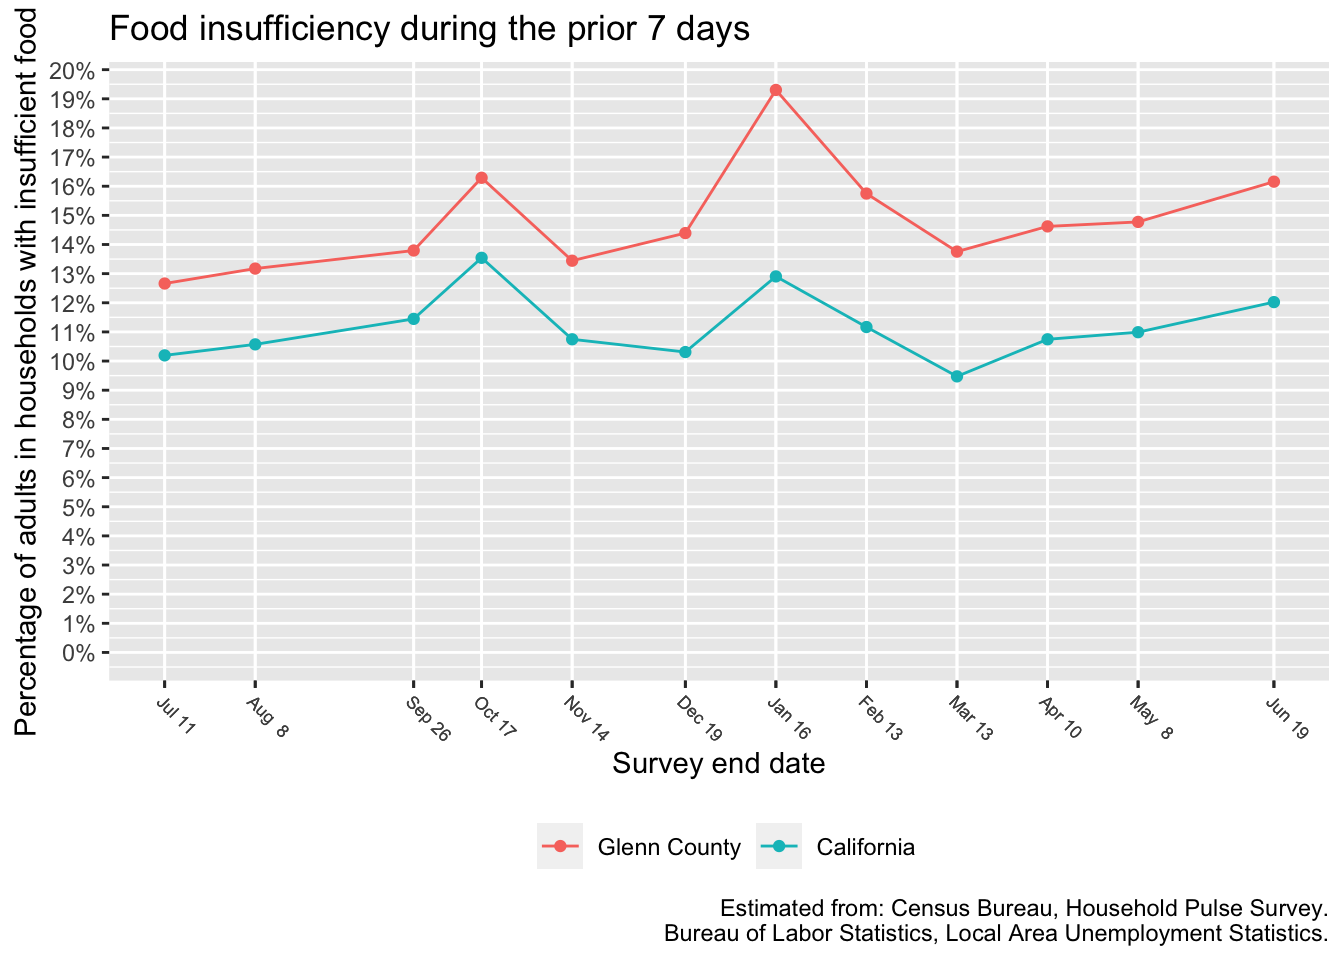 Food insufficiency during the prior 7 days
Percentage of adults in households with insufficient food
20%
19%
18%
17%
16%
15%
14%
13%
12%
11%
10%
9%
8%
7%
6%
5%
4%
3%
2%
1%
0%
Jul 11
Aug 8
Sep 26
Oct 17
Nov 14
Dec 19
Jan 16
Feb 13
Mar 13
Apr 10
May 8
Jun 19
Survey end date
Glenn County
California
Estimated from: Census Bureau, Household Pulse Survey.
Bureau of Labor Statistics, Local Area Unemployment Statistics.